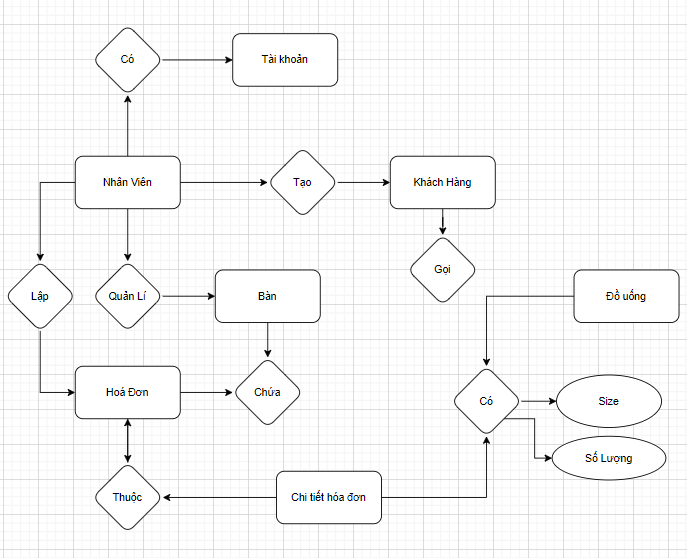 Có
Tài khoản
Nhân Viên
Tạo
Khách Hàng
Gọi
Lập
Quản Lí
Bàn
Đồ uống
Hoá Đơn
Chứa
Có
Size
Số Lượng
Thuộc
Chi tiết hóa đơn